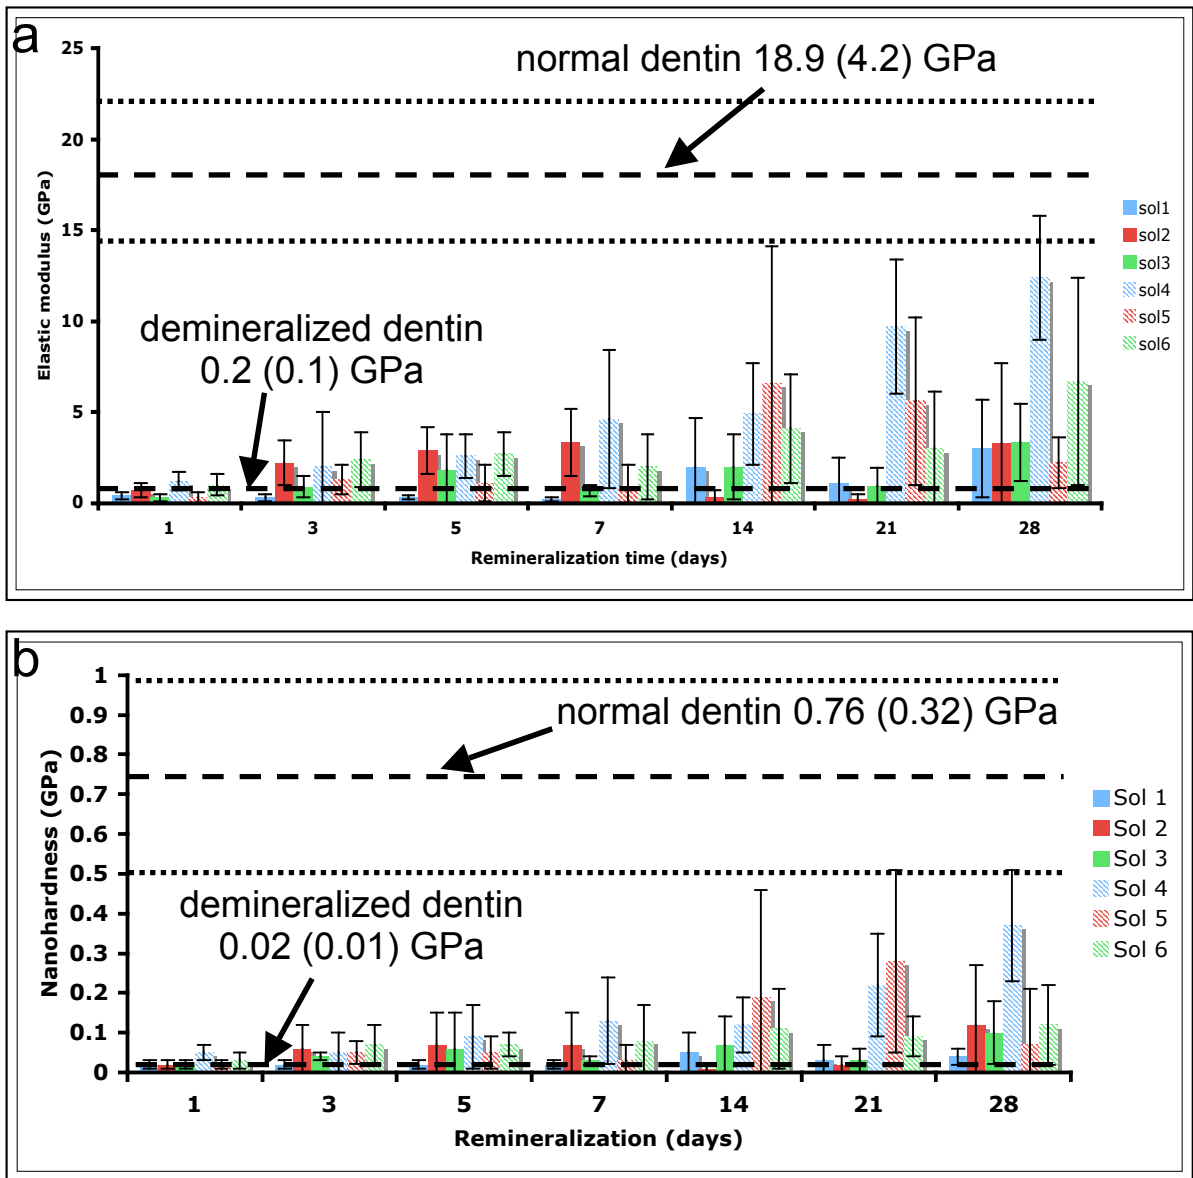 a
25
20
15
10
5
0
Elastic modulus (GPa)
normal dentin 18.9 (4.2) GPa
demineralized dentin
0.2 (0.1) GPa
sol1
sol2
sol3
sol4
sol5
sol6
1 3 5 7 14 21 28
Remineralization time (days)
b
1
0.9
0.8
0.7
0.6
0.5
0.4
0.3
0.2
0.1
0
Nanohardness (GPa)
normal dentin 0.76 (0.32) GPa
demineralized dentin
0.02 (0.01) GPa
Sol 1
Sol 2
Sol 3
Sol 4
Sol 5
Sol 6
1 3 5 7 14 21 28
Remineralization (days)